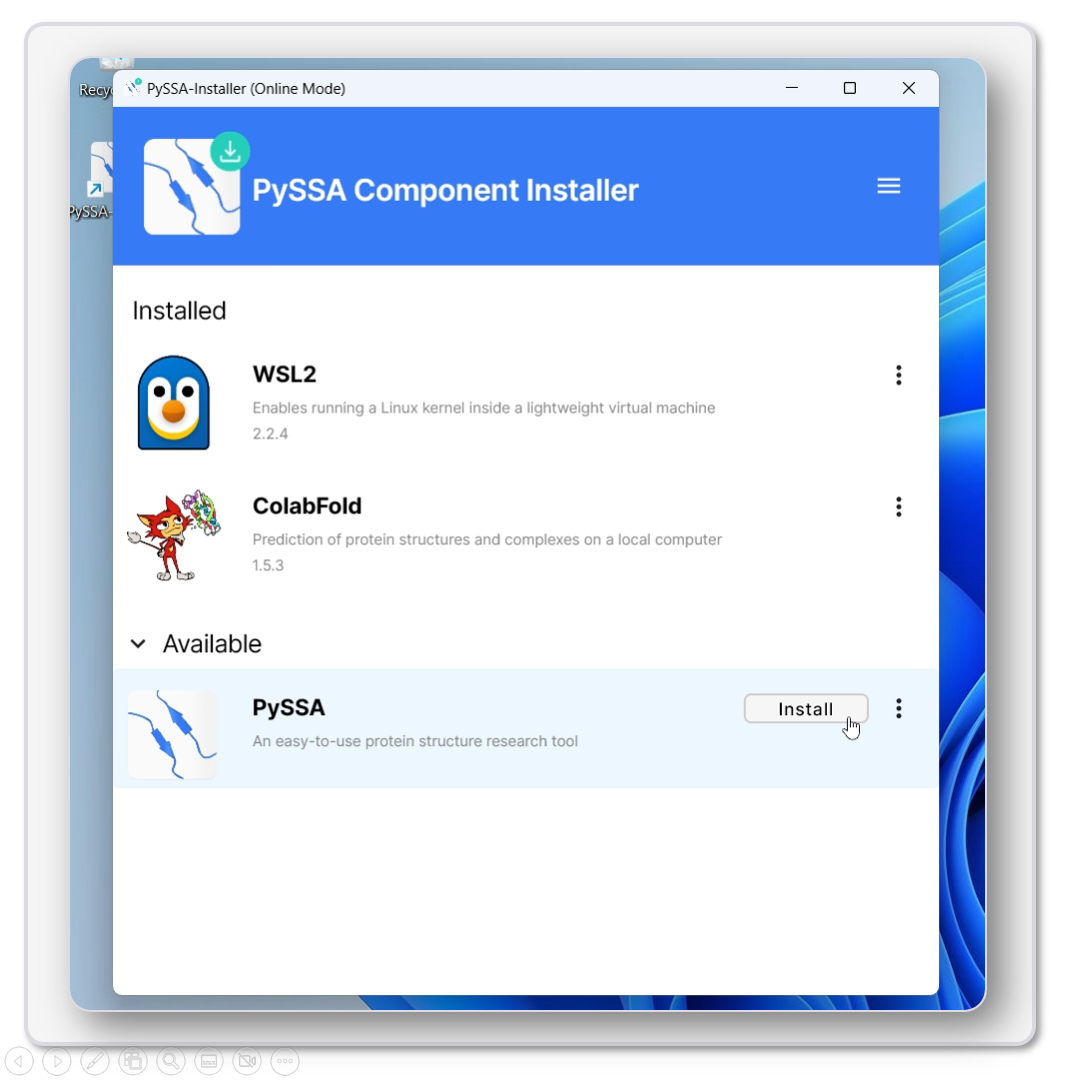 Recy
PySSA-Installer (Online Mode)
PySSA-
PySSA Component Installer
Installed
WSL2
Enables running a Linux kernel inside a lightweight virtual machine
2.2.4
ColabFold
Prediction of protein structures and complexes on a local computer
1.5.3
Available
PySSA
Install
An easy-to-use protein structure research tool